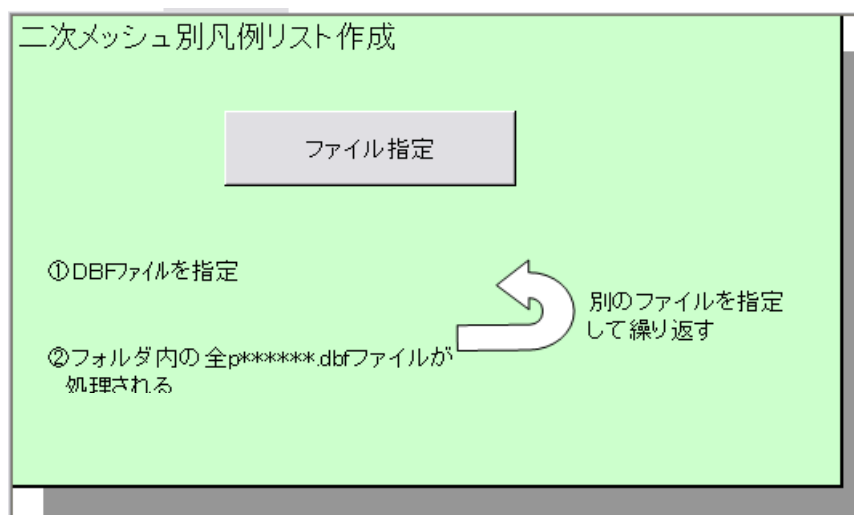 二次メッシュ別凡例リスト作成
ファイル指定
①DBFファイルを指定
別のファイルを指定
して繰り返す
②フォルダ内の全p******.dbfファイルが
処理される